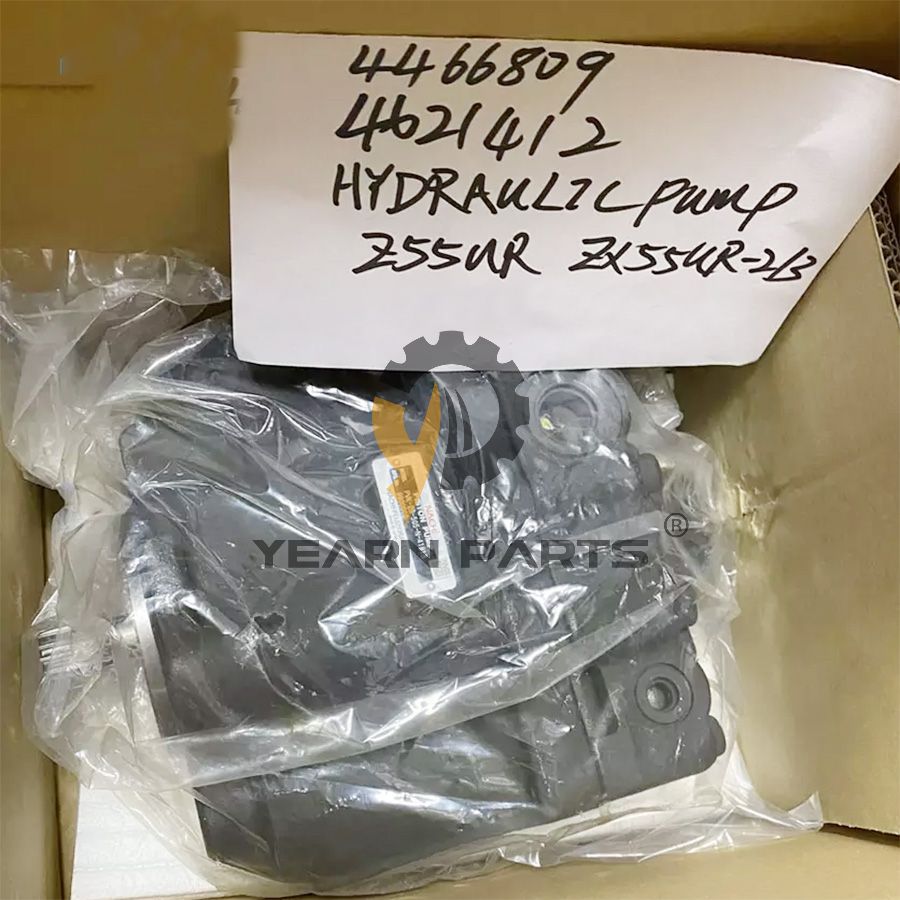 4466809
4621412
HYDRAULIC PUMP
Z55UR ZX55UR-2/3
YEARN PARTS®